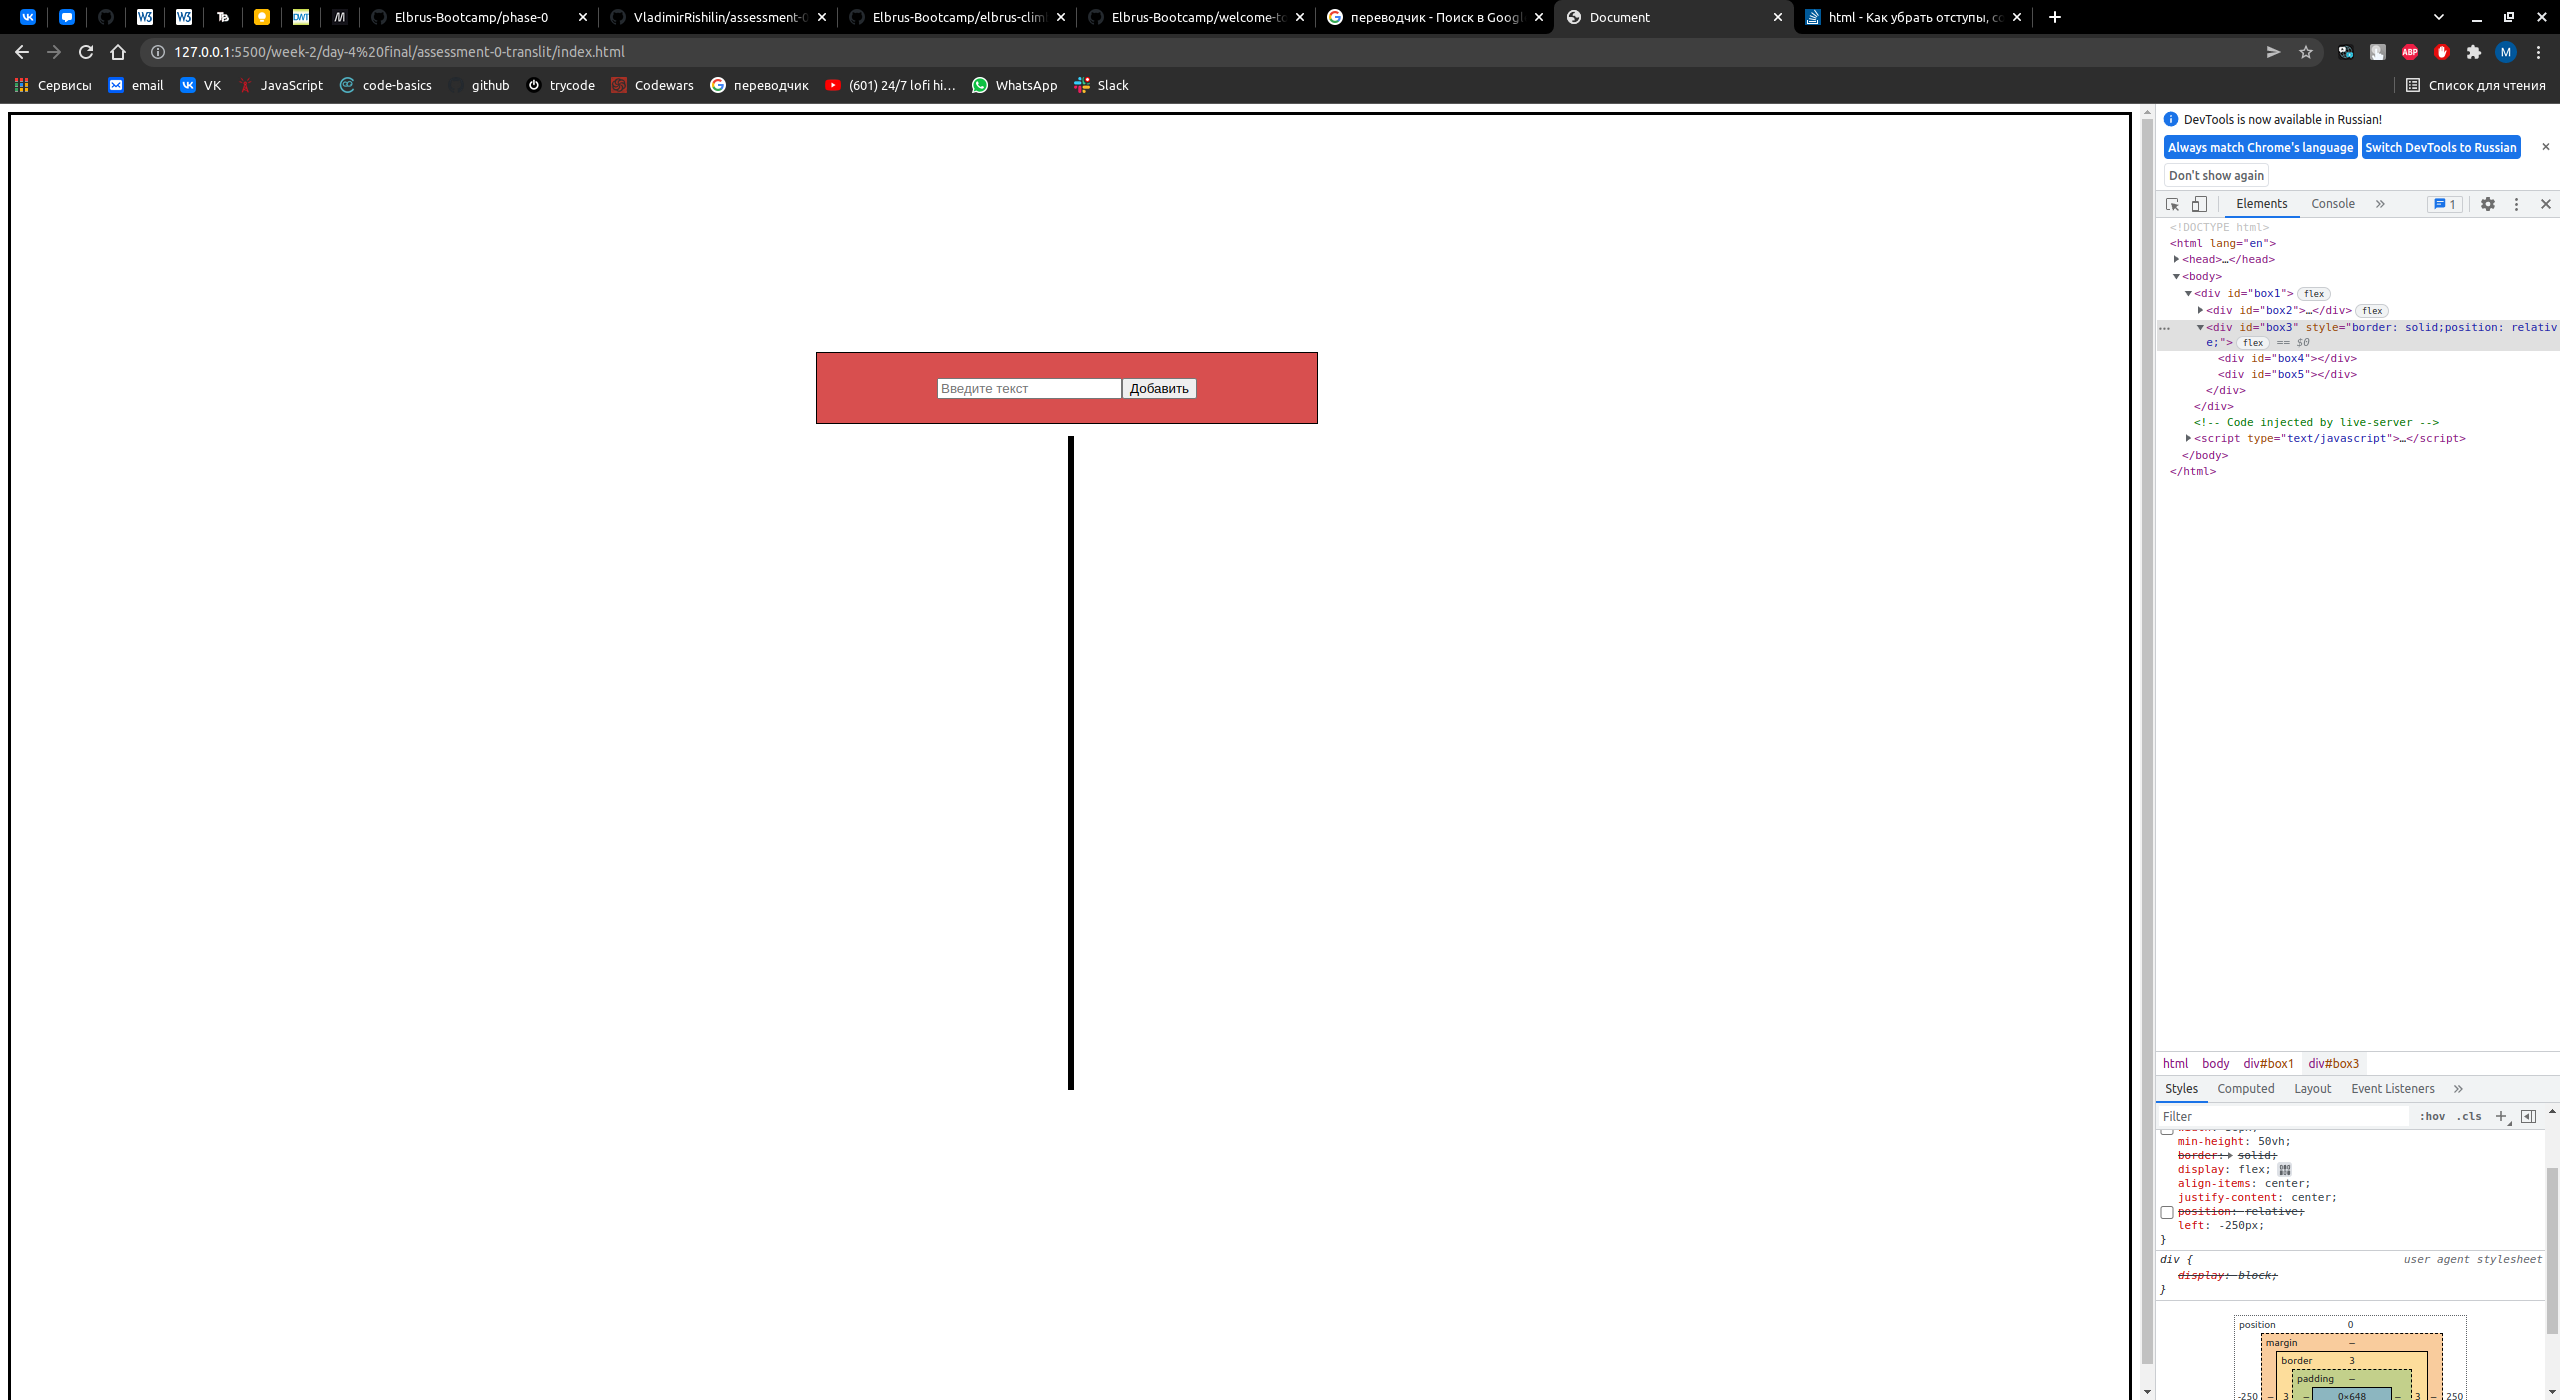 Elbrus-Bootcamp/phase-0
VladimirRishilin/assessment-0
Elbrus-Bootcamp/elbrus-clim
Elbrus-Bootcamp/welcome-to
переводчик - Поиск в Googl
Document
html - Как убрать отступы, со
127.0.0.1:5500/week-2/day-4%20final/assessment-0-translit/index.html
ABP
M
Сервисы
email
VK
JavaScript
code-basics
github
trycode
Codewars
переводчик
(601) 24/7 lofi hi...
WhatsApp
Slack
Список для чтения
Введите текст
Добавить
DevTools is now available in Russian!
Always match Chrome's language
Switch DevTools to Russian
Don't show again
Elements
Console
1
<!DOCTYPE html>
<html lang="en">
<head>…</head>
<body>
<div id="box1"> flex
<div id="box2">…</div> flex
<div id="box3" style="border: solid;position: relativ
e;"> flex == $0
<div id="box4"></div>
<div id="box5"></div>
</div>
</div>
<!-- Code injected by live-server -->
<script type="text/javascript">…</script>
</body>
</html>
html body div#box1 div#box3
Styles
Computed
Layout
Event Listeners
Filter
:hov .cls
min-height: 50vh;
border: solid;
display: flex;
align-items: center;
justify-content: center;
position: relative;
left: -250px;
}
div {
user agent stylesheet
display: block;
}
position 0
margin –
border 3
padding –
-250 – 3 – 0×648 – 3 – 250